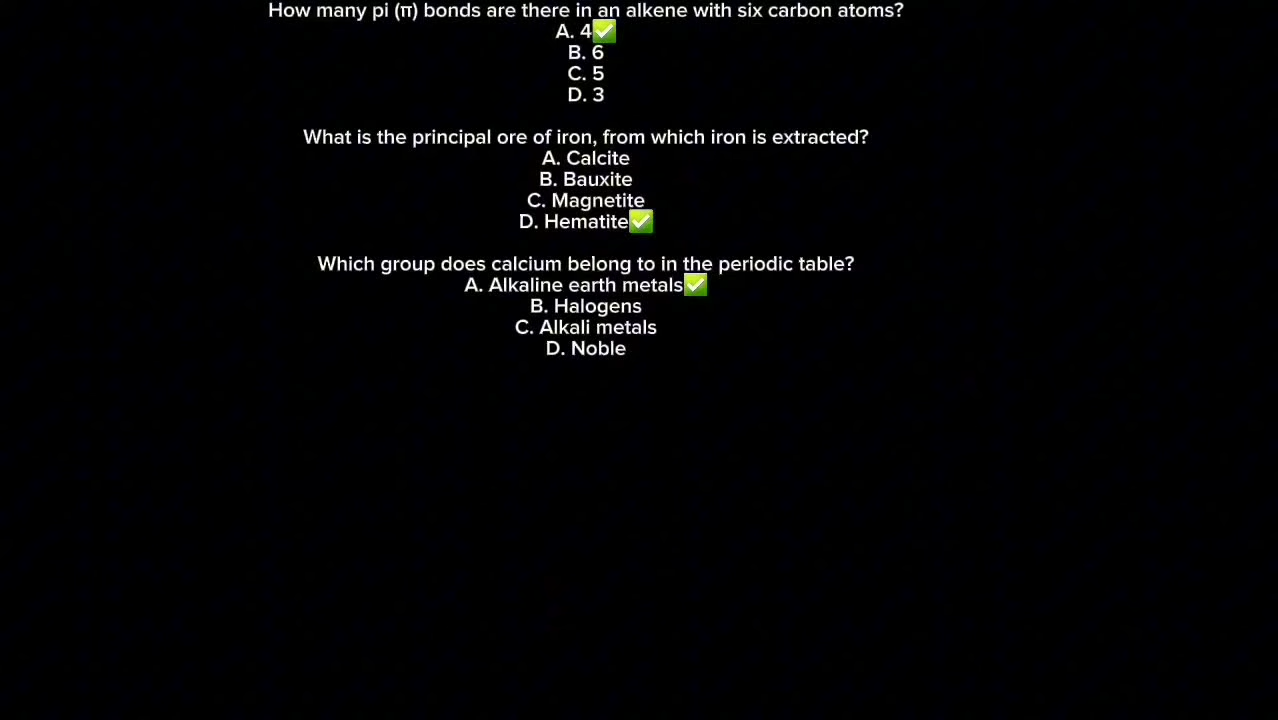 How many pi (π) bonds are there in an alkene with six carbon atoms?
A. 4✅
B. 6
C. 5
D. 3
What is the principal ore of iron, from which iron is extracted?
A. Calcite
B. Bauxite
C. Magnetite
D. Hematite✅
Which group does calcium belong to in the periodic table?
A. Alkaline earth metals✅
B. Halogens
C. Alkali metals
D. Noble